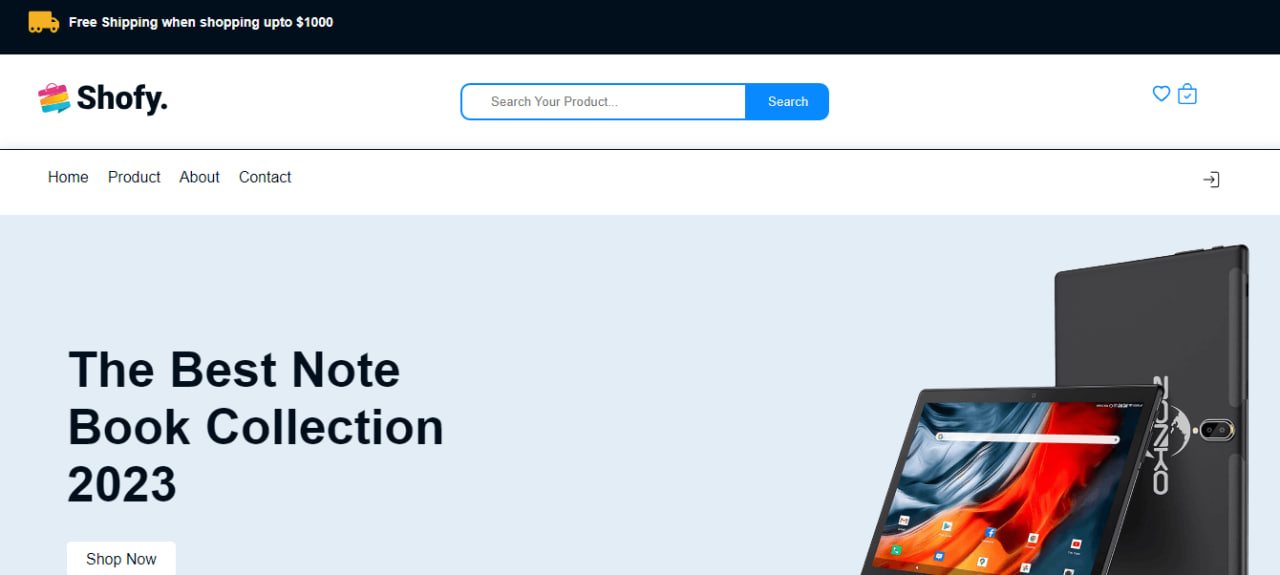 Free Shipping when shopping upto $1000
Shofy.
Search Your Product...
Search
Home
Product
About
Contact
The Best Note
Book Collection
2023
Shop Now
ZONKO